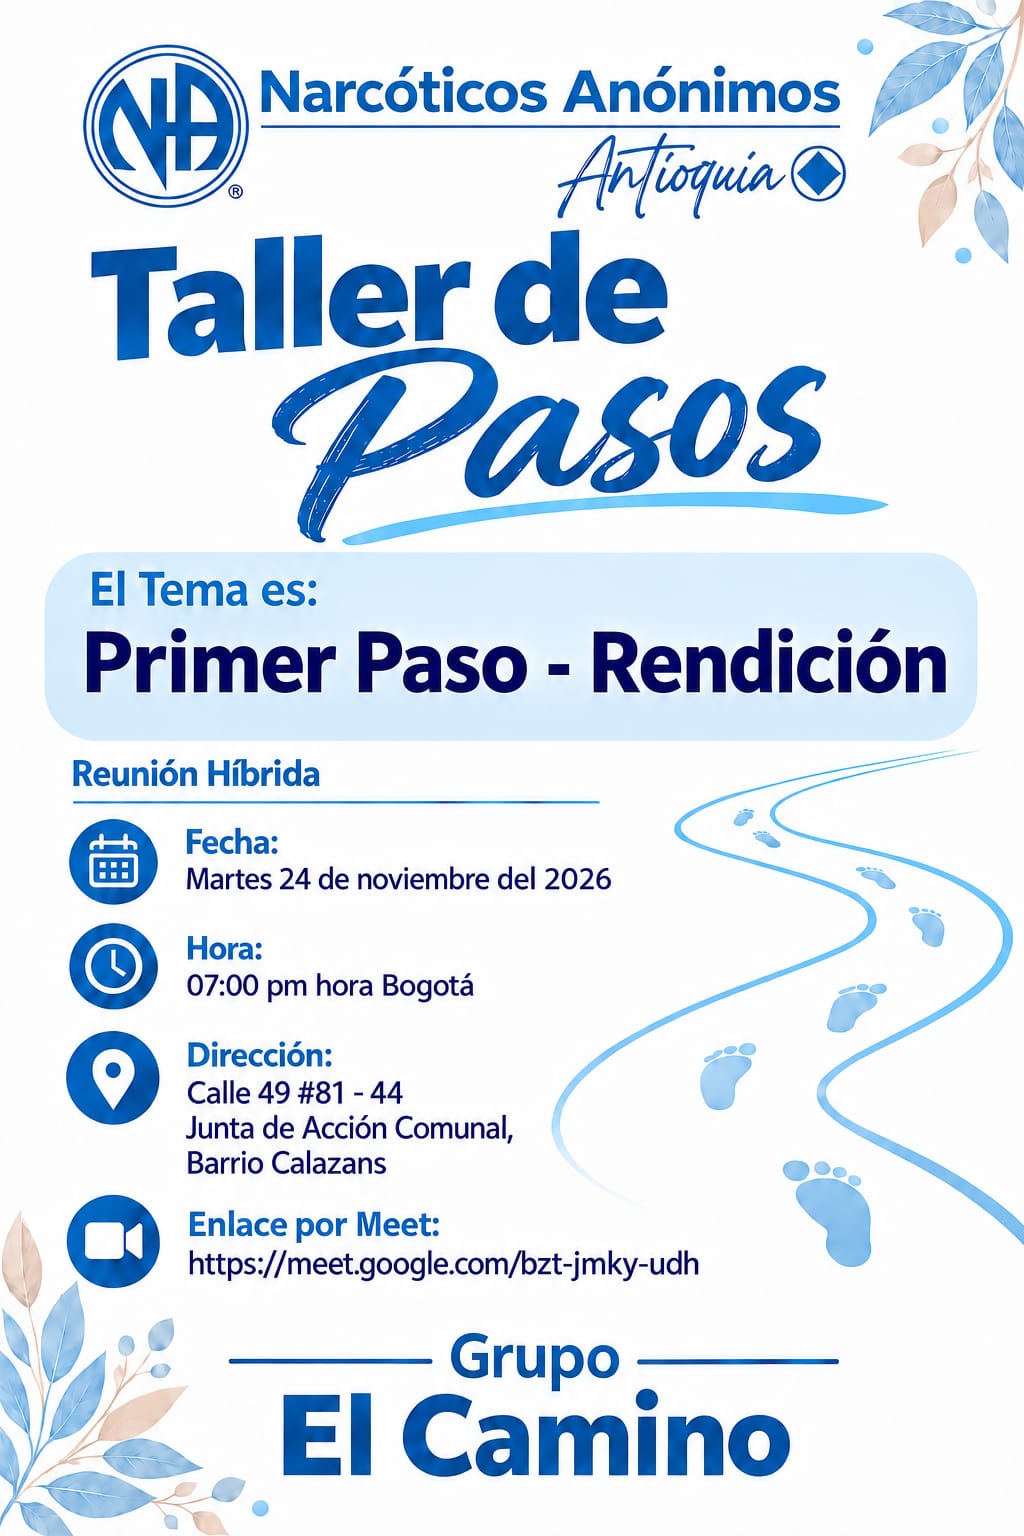 NA
®
Narcóticos Anónimos
Antioquia
Taller de
Pasos
El Tema es:
Primer Paso - Rendición
Reunión Híbrida
Fecha:
Martes 24 de noviembre del 2026
Hora:
07:00 pm hora Bogotá
Dirección:
Calle 49 #81 - 44
Junta de Acción Comunal,
Barrio Calazans
Enlace por Meet:
https://meet.google.com/bzt-jmky-udh
Grupo
El Camino